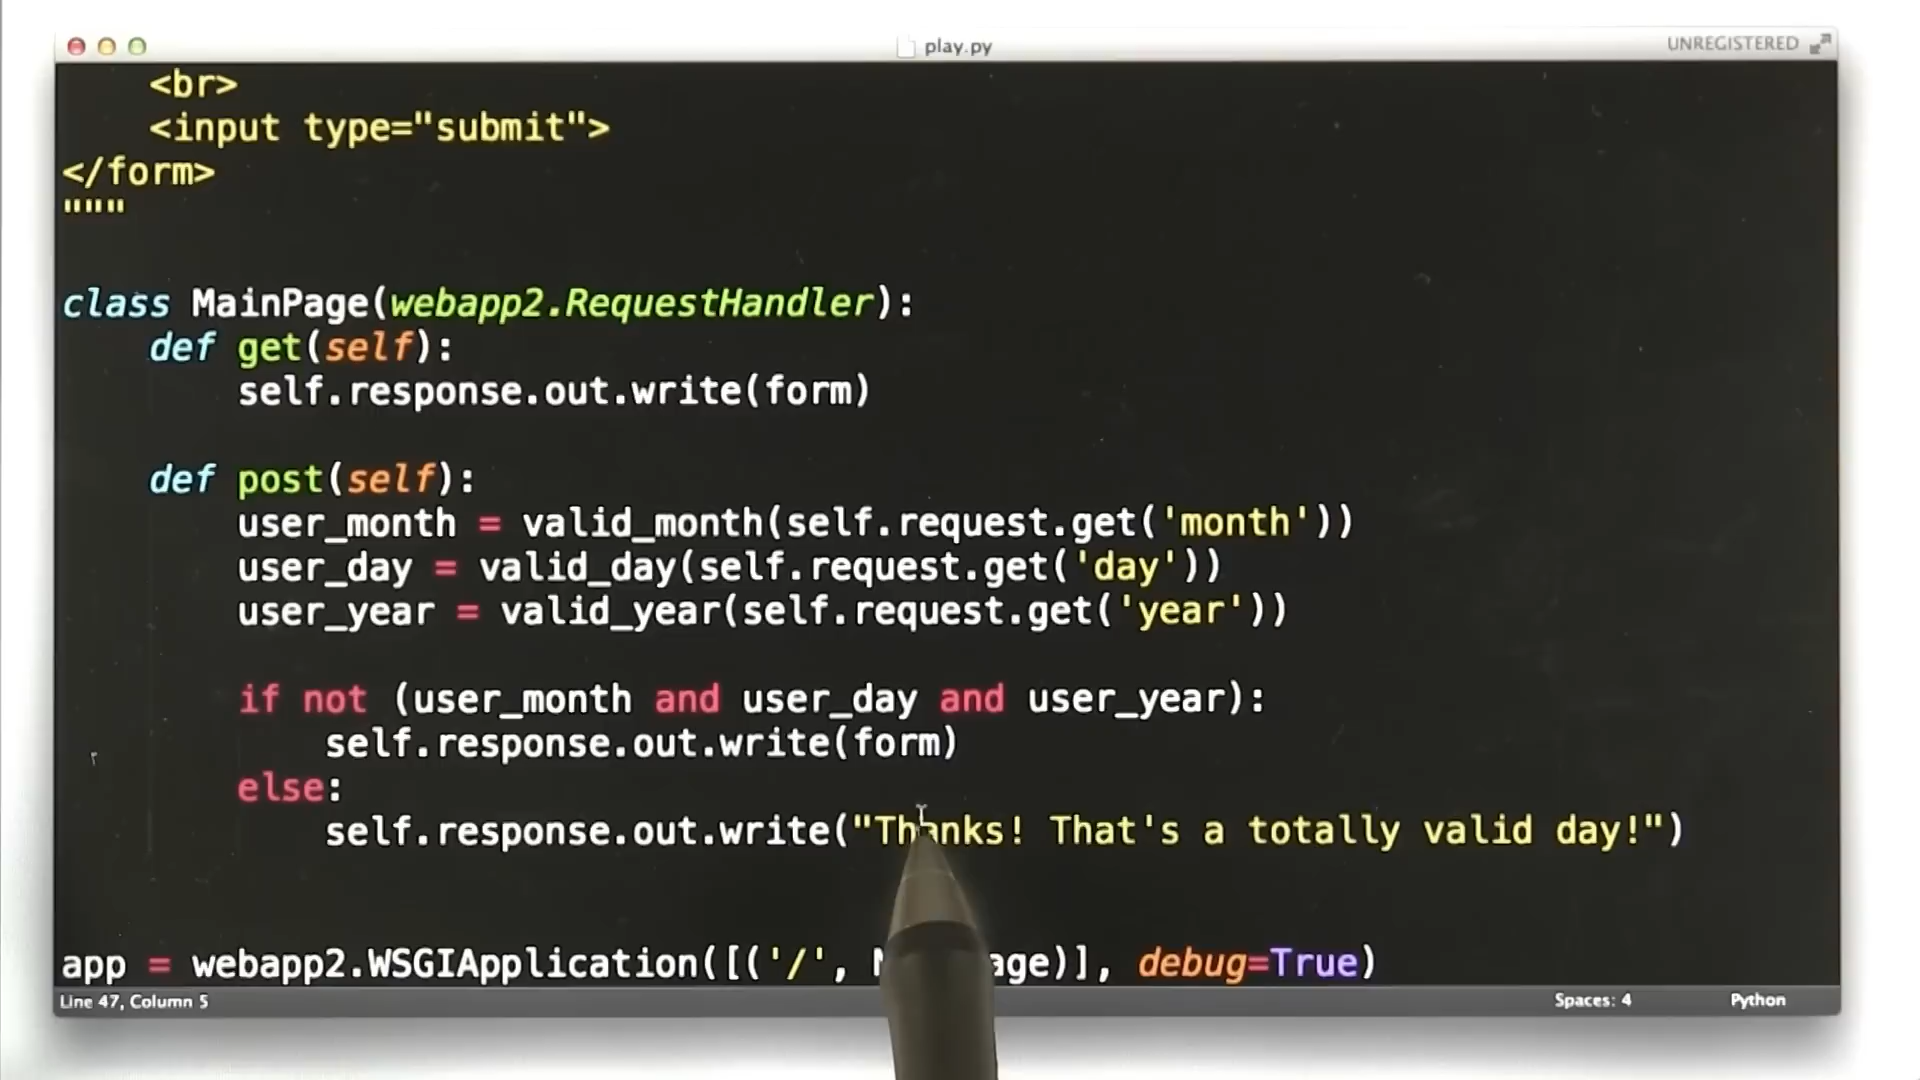 play.py
UNREGISTERED
<br>
<input type="submit">
</form>
"""
class MainPage(webapp2.RequestHandler):
def get(self):
self.response.out.write(form)
def post(self):
user_month = valid_month(self.request.get('month'))
user_day = valid_day(self.request.get('day'))
user_year = valid_year(self.request.get('year'))
if not (user_month and user_day and user_year):
self.response.out.write(form)
else:
self.response.out.write("Thanks! That's a totally valid day!")
app = webapp2.WSGIApplication([('/', debug=True)
Line 47, Column 5
Spaces: 4
Python